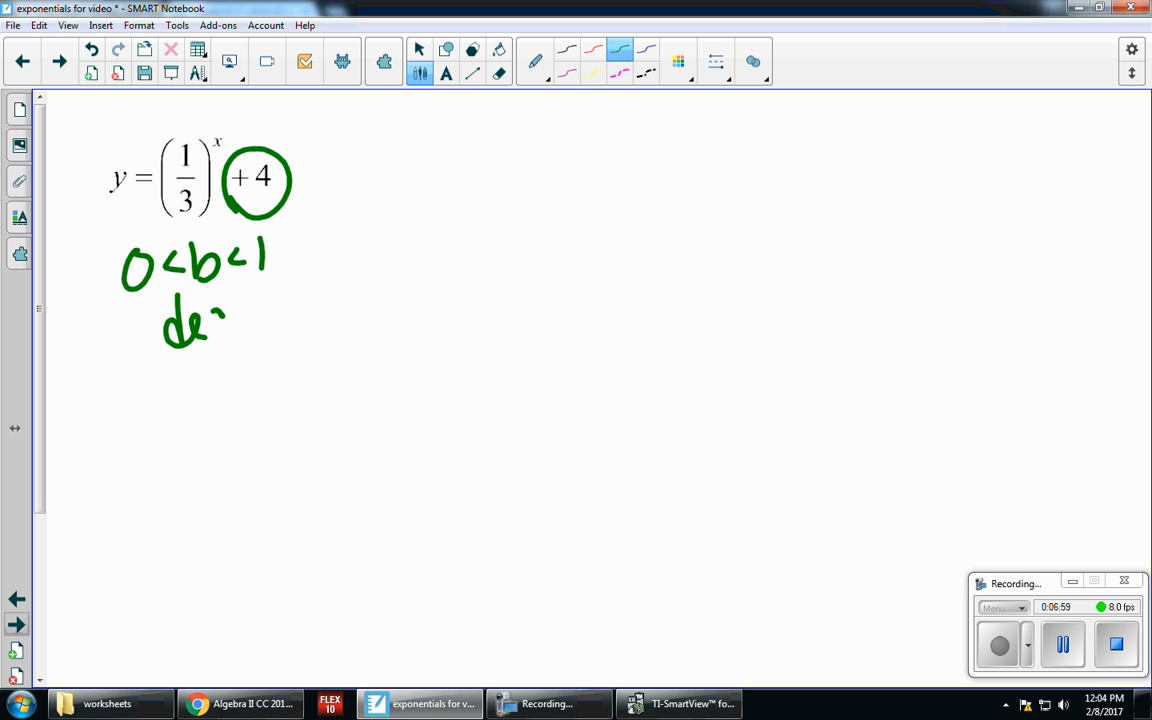 exponentials for video * - SMART Notebook
File Edit View Insert Format Tools Add-ons Account Help
y = (1/3)^x + 4
0 < b < 1
Recording...
Menu
0:06:59
8.0 fps
worksheets
Algebra II CC 201...
FLEX 10
exponentials for v...
Recording...
TI-SmartView™ fo...
12:04 PM
2/8/2017